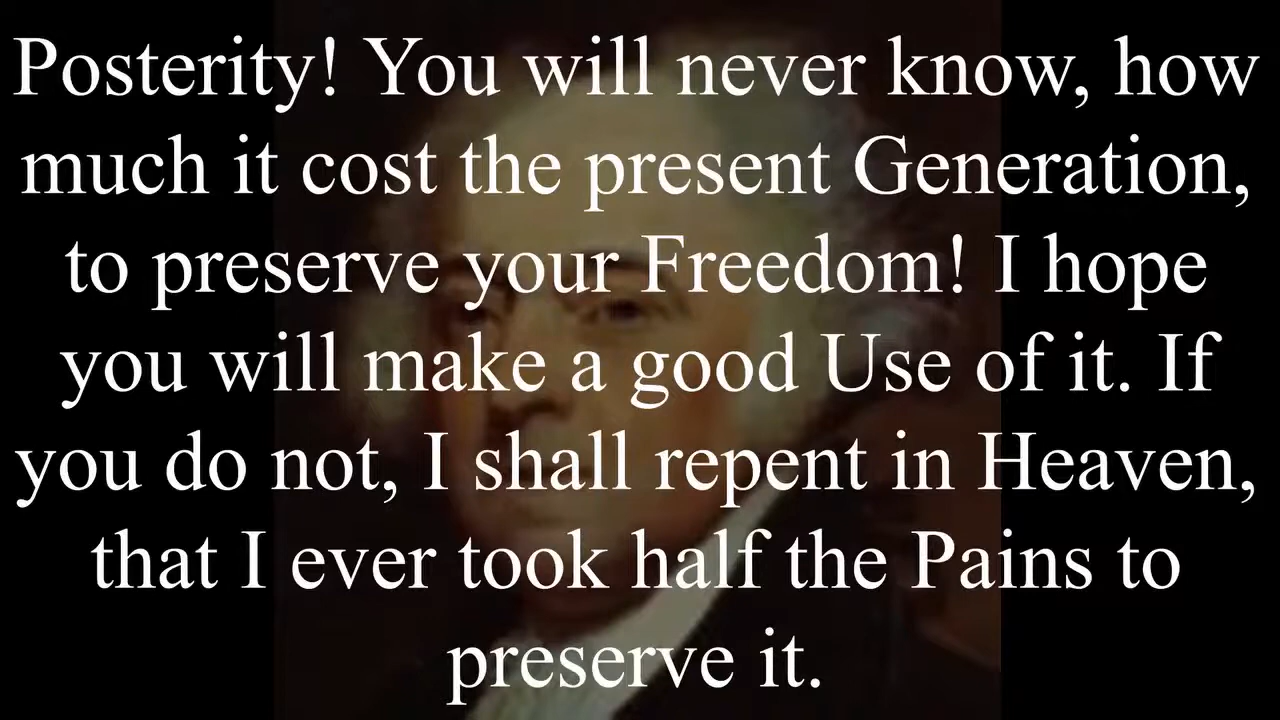 Posterity! You will never know, how
much it cost the present Generation,
to preserve your Freedom! I hope
you will make a good Use of it. If
you do not, I shall repent in Heaven,
that I ever took half the Pains to
preserve it.